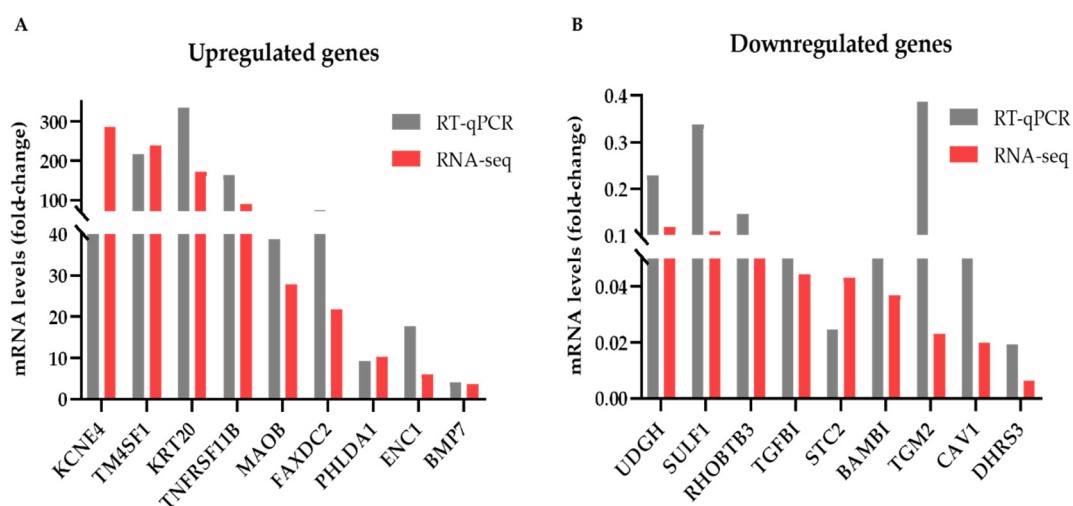 A
Upregulated genes
mRNA levels (fold-change)
300
200
100
40
30
20
10
0
RT-qPCR
RNA-seq
KCNE4
TM4SF1
KRT20
TNFRSF11B
MAOB
FAXDC2
PHLDA1
ENC1
BMP7
B
Downregulated genes
mRNA levels (fold-change)
0.4
0.3
0.2
0.1
0.04
0.02
0.00
RT-qPCR
RNA-seq
UDGH
SULF1
RHOBTB3
TGFBI
STC2
BAMBI
TGM2
CAV1
DHRS3